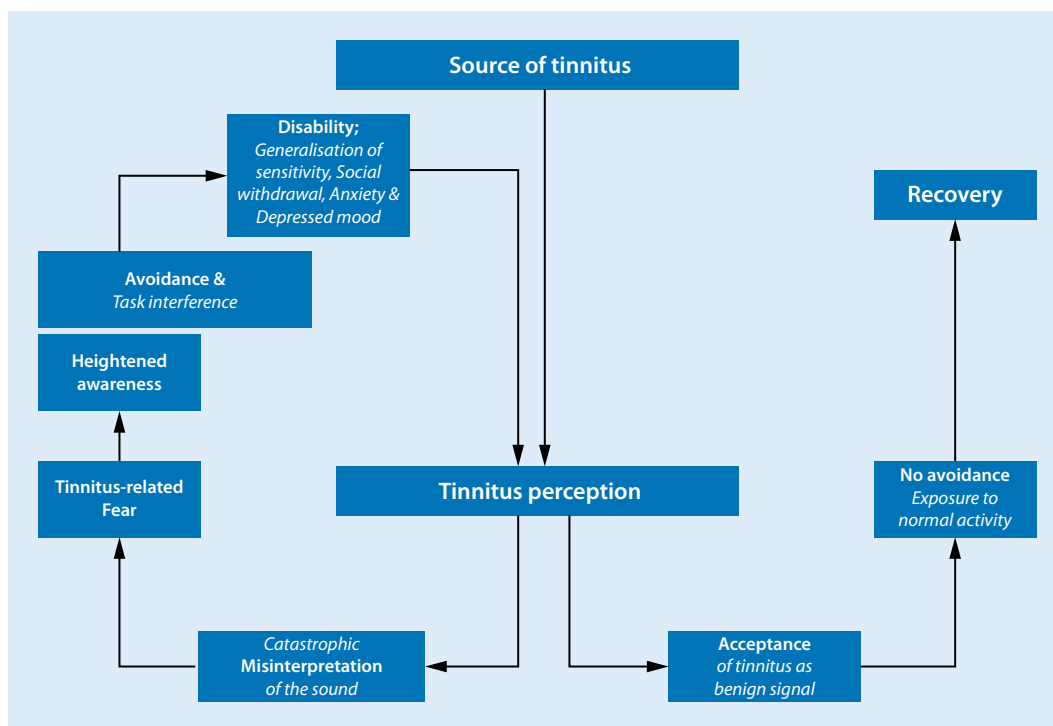 Source of tinnitus
Disability;
Generalisation of
sensitivity, Social
withdrawal, Anxiety &
Depressed mood
Recovery
Avoidance &
Task interference
Heightened
awareness
Tinnitus-related
Fear
Tinnitus perception
No avoidance
Exposure to
normal activity
Catastrophic
Misinterpretation
of the sound
Acceptance
of tinnitus as
benign signal